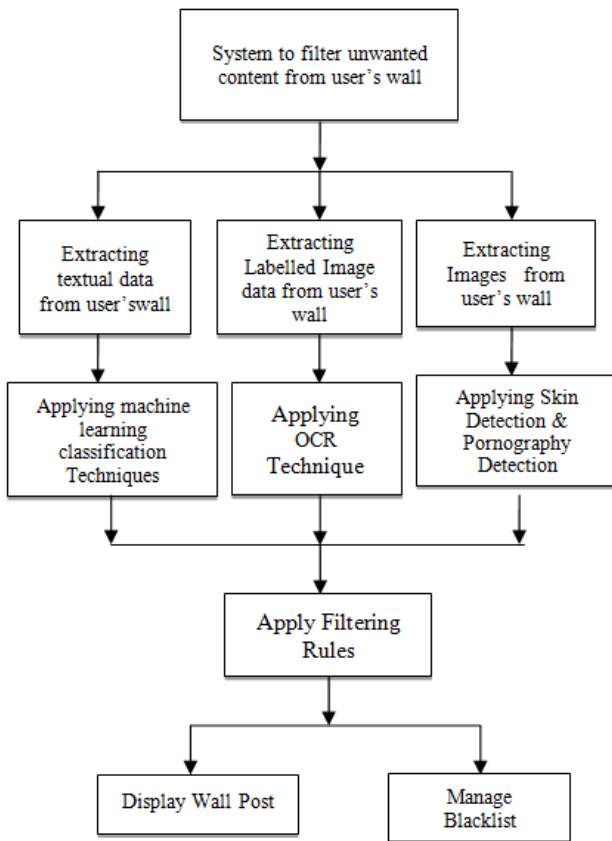 System to filter unwanted
content from user's wall
Extracting
textual data
from user'swall
Extracting
Labelled Image
data from user's
wall
Extracting
Images from
user's wall
Applying machine
learning
classification
Techniques
Applying
OCR
Technique
Applying Skin
Detection &
Pornography
Detection
Apply Filtering
Rules
Display Wall Post
Manage
Blacklist